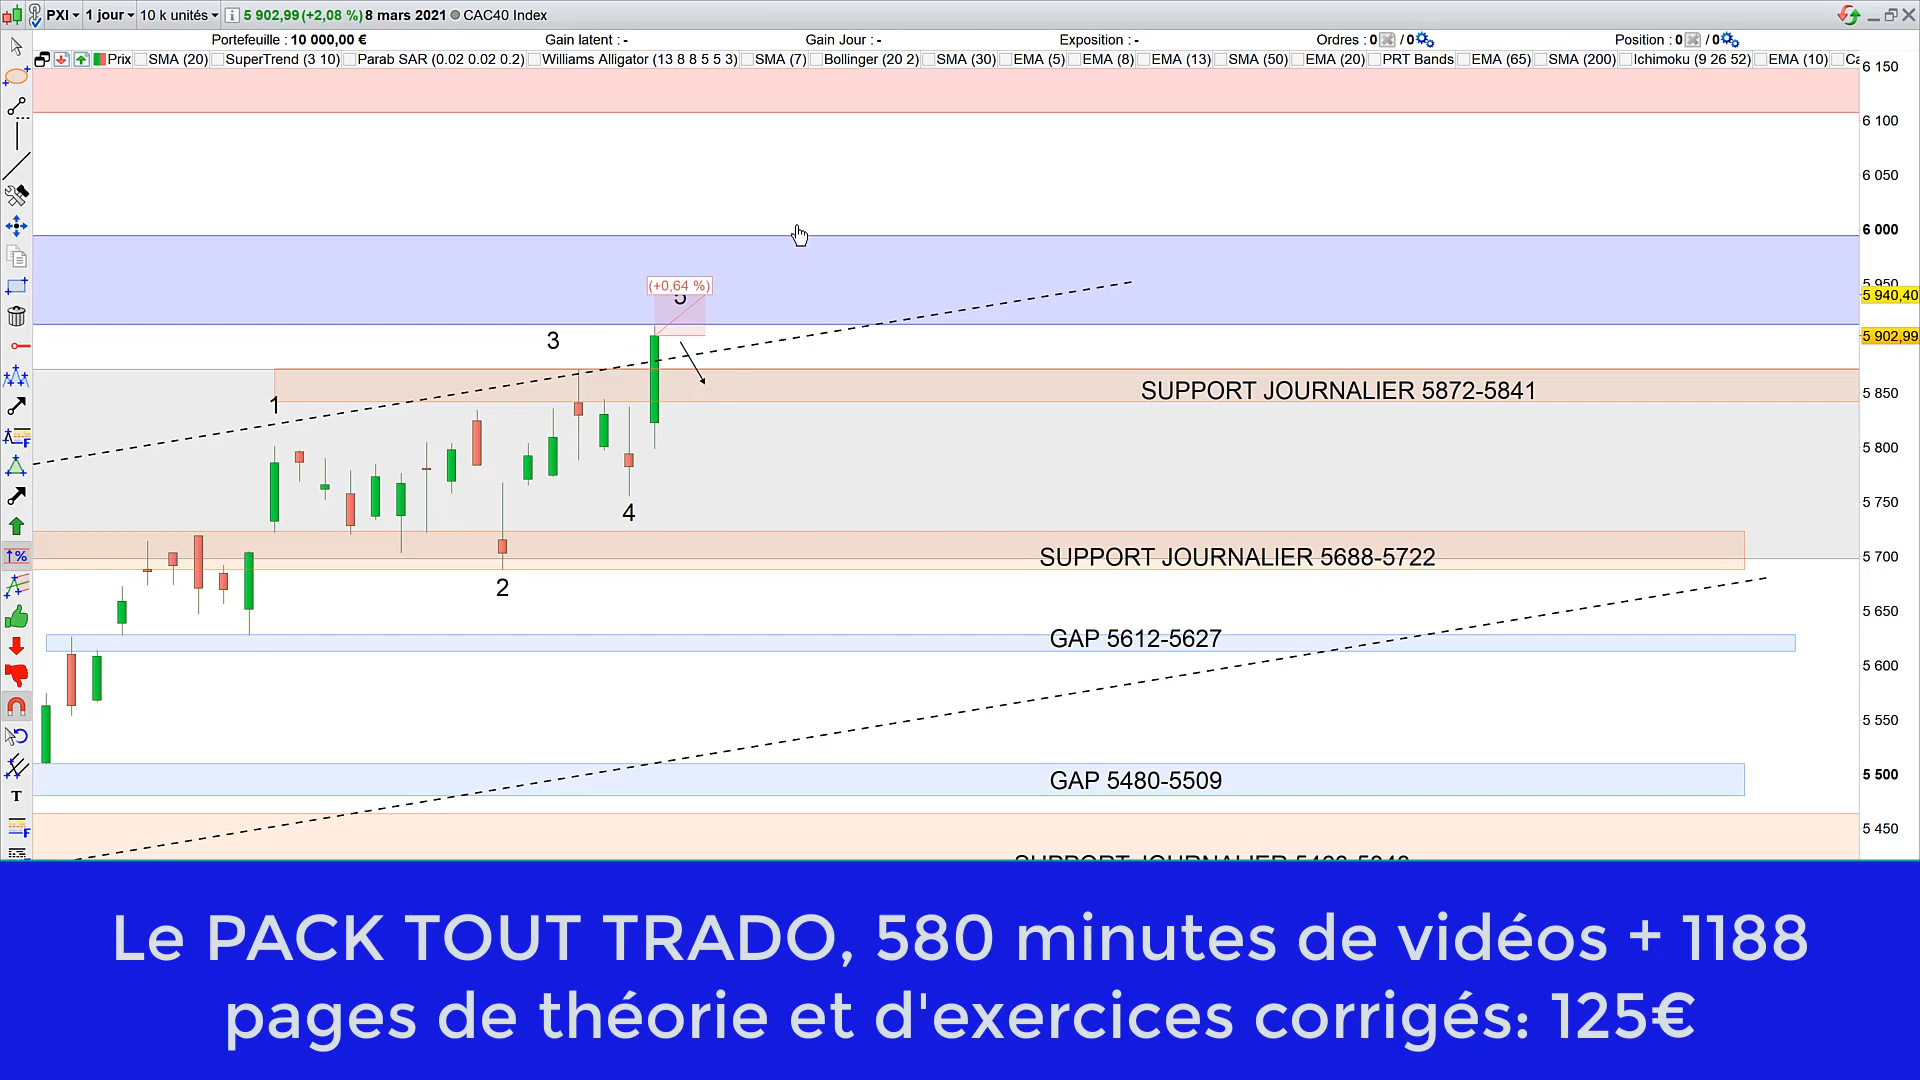 PXI 1 jour 10 k unités 5 902,99 (+2,08 %) 8 mars 2021 CAC40 Index
Portefeuille : 10 000,00 € Gain latent : - Gain Jour : - Exposition : - Ordres : 0 / 0 Position : 0 / 0
Prix SMA (20) SuperTrend (3 10) Parab SAR (0.02 0.02 0.2) Williams Alligator (13 8 8 5 5 3) SMA (7) Bollinger (20 2) SMA (30) EMA (5) EMA (8) EMA (13) SMA (50) EMA (20) PRT Bands EMA (65) SMA (200) Ichimoku (9 26 52) EMA (10)
6 150
6 100
6 050
6 000
5 950
(+0,64 %)
5 940,40
5
5 902,99
3
SUPPORT JOURNALIER 5872-5841
5 850
1
5 800
5 750
4
SUPPORT JOURNALIER 5688-5722
5 700
2
5 650
GAP 5612-5627
5 600
5 550
GAP 5480-5509
5 500
5 450
T
Le PACK TOUT TRADO, 580 minutes de vidéos + 1188
pages de théorie et d'exercices corrigés: 125€